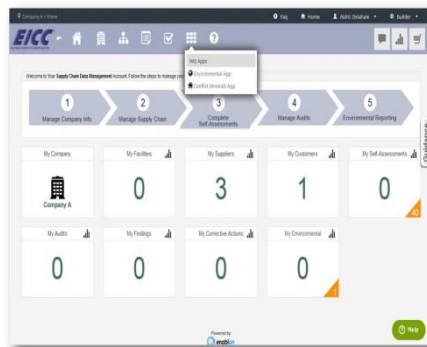 Company A > Home
Faq
Home
Aldric Delahaie
Builder
EICC
Wiz Apps
Environmental App
Conflict Minerals App
Welcome to Your Supply Chain Data Management Account. Follow the steps to manage your
1
Manage Company Info
2
Manage Supply Chain
3
Complete
Self-Assessments
4
Manage Audits
5
Environmental Reporting
Guidance
My Company
Company A
My Facilities
0
My Suppliers
3
My Customers
1
My Self Assessments
0
40
My Audits
0
My Findings
0
My Corrective Actions
0
My Environmental
0
1
Powered by
enablon
Help